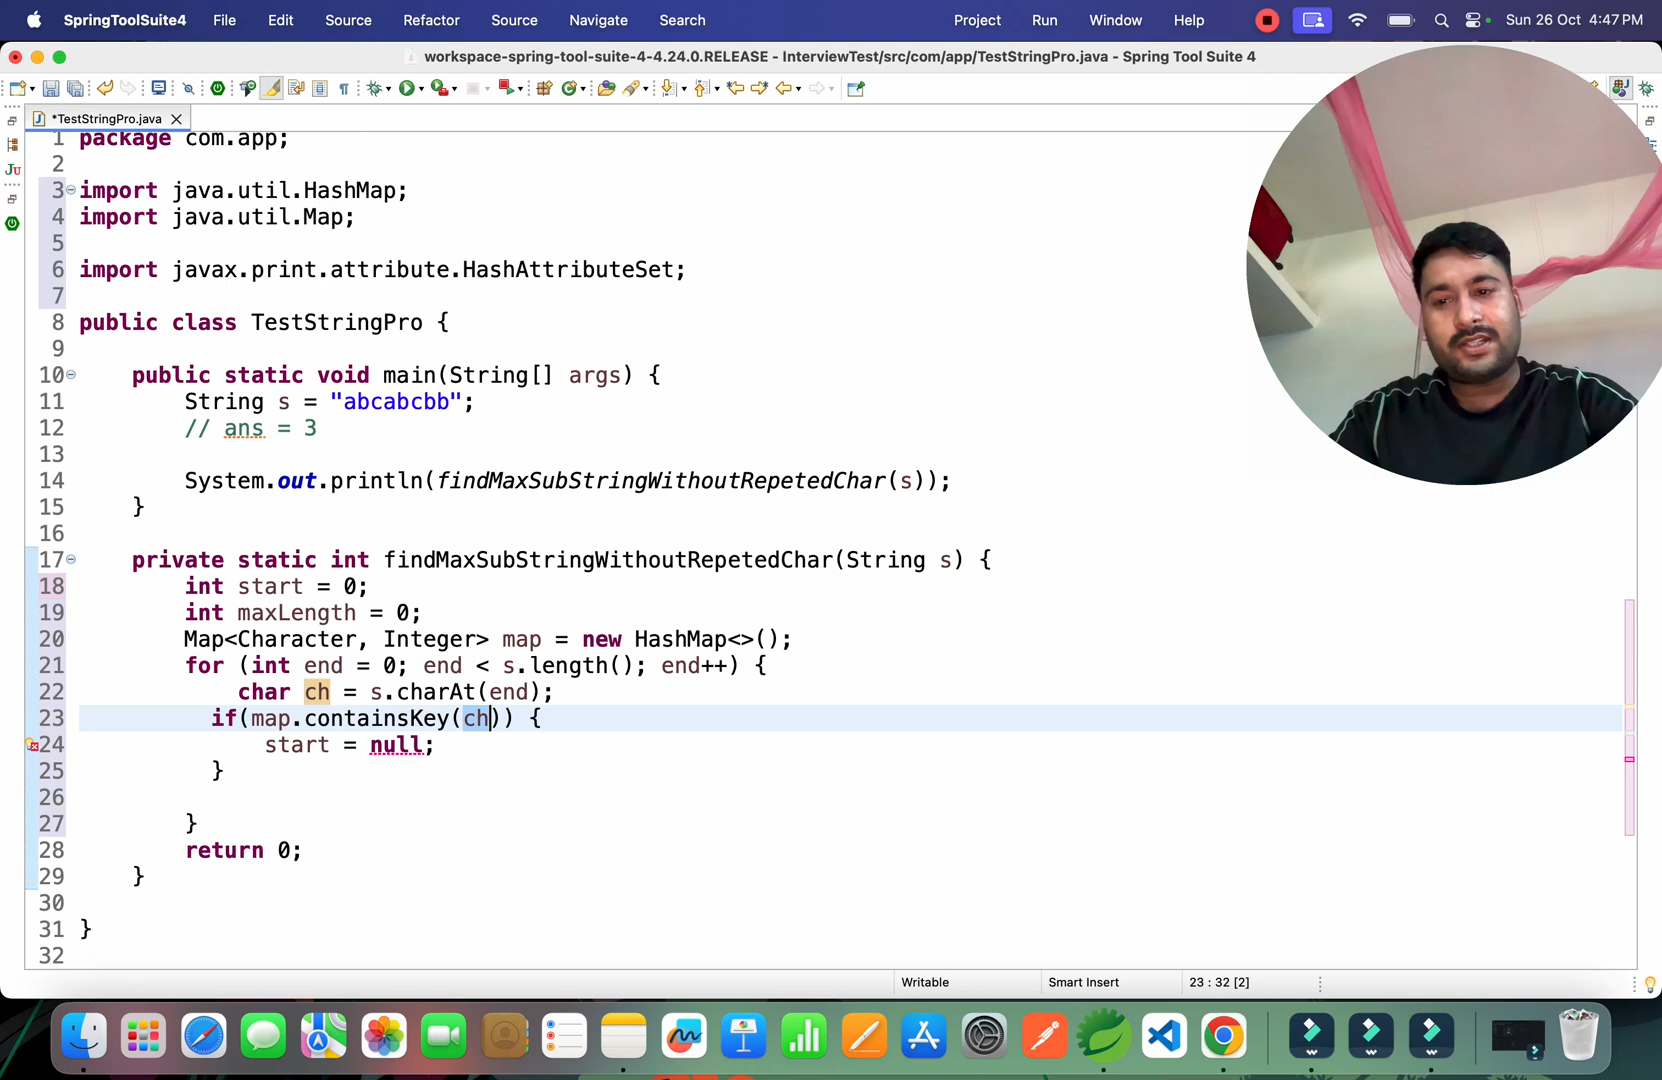 SpringToolSuite4 File Edit Source Refactor Source Navigate Search Project Run Window Help Sun 26 Oct 4:47 PM
workspace-spring-tool-suite-4-4.24.0.RELEASE - InterviewTest/src/com/app/TestStringPro.java - Spring Tool Suite 4
*TestStringPro.java
1 package com.app;
2
3 import java.util.HashMap;
4 import java.util.Map;
5
6 import javax.print.attribute.HashAttributeSet;
7
8 public class TestStringPro {
9
10 public static void main(String[] args) {
11 String s = "abcabcbb";
12 // ans = 3
13
14 System.out.println(findMaxSubStringWithoutRepetedChar(s));
15 }
16
17 private static int findMaxSubStringWithoutRepetedChar(String s) {
18 int start = 0;
19 int maxLength = 0;
20 Map<Character, Integer> map = new HashMap<>();
21 for (int end = 0; end < s.length(); end++) {
22 char ch = s.charAt(end);
23 if(map.containsKey(ch)) {
24 start = null;
25 }
26
27 }
28 return 0;
29 }
30
31 }
32
Writable Smart Insert 23 : 32 [2]